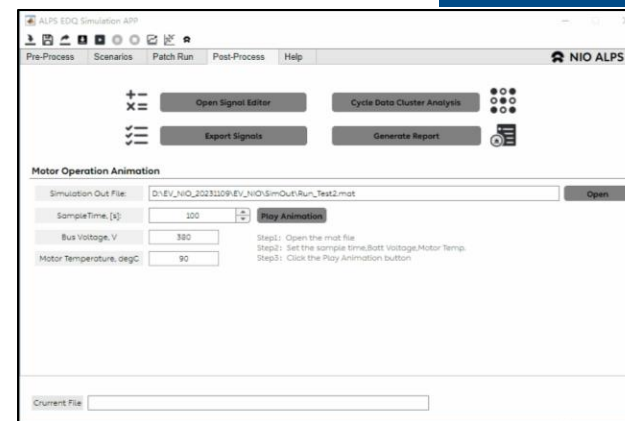 ALPS EDQ Simulation APP
Pre-Process Scenarios Patch Run Post-Process Help NIO ALPS
Open Signal Editor Cycle Data Cluster Analysis
Export Signals Generate Report
Motor Operation Animation
Simulation Out File: D:\EV_NIO_20231109\EV_NIO\SimOut\Run_Test2.mat Open
SampleTime, [s]: 100 Play Animation
Bus Voltage, V 380 Step1: Open the mat file
Step2: Set the sample time,Batt Voltage,Motor Temp.
Motor Temperature, degC 90 Step3: Click the Play Animation button
Crurrent File